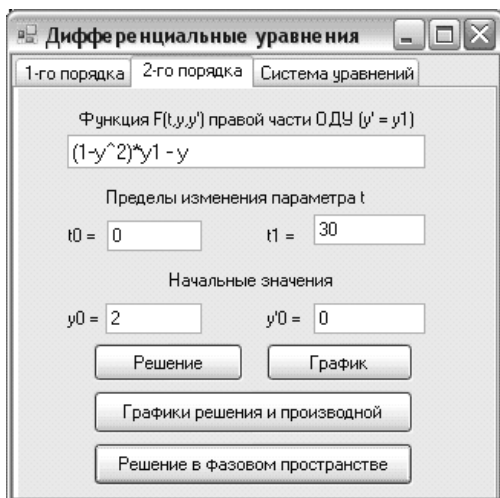 Дифференциальные уравнения
1-го порядка 2-го порядка Система уравнений
Функция F(t,y,y') правой части ОДУ (y' = y1)
(1-y^2)*y1 - y
Пределы изменения параметра t
t0 = 0 t1 = 30
Начальные значения
y0 = 2 y'0 = 0
Решение График
Графики решения и производной
Решение в фазовом пространстве